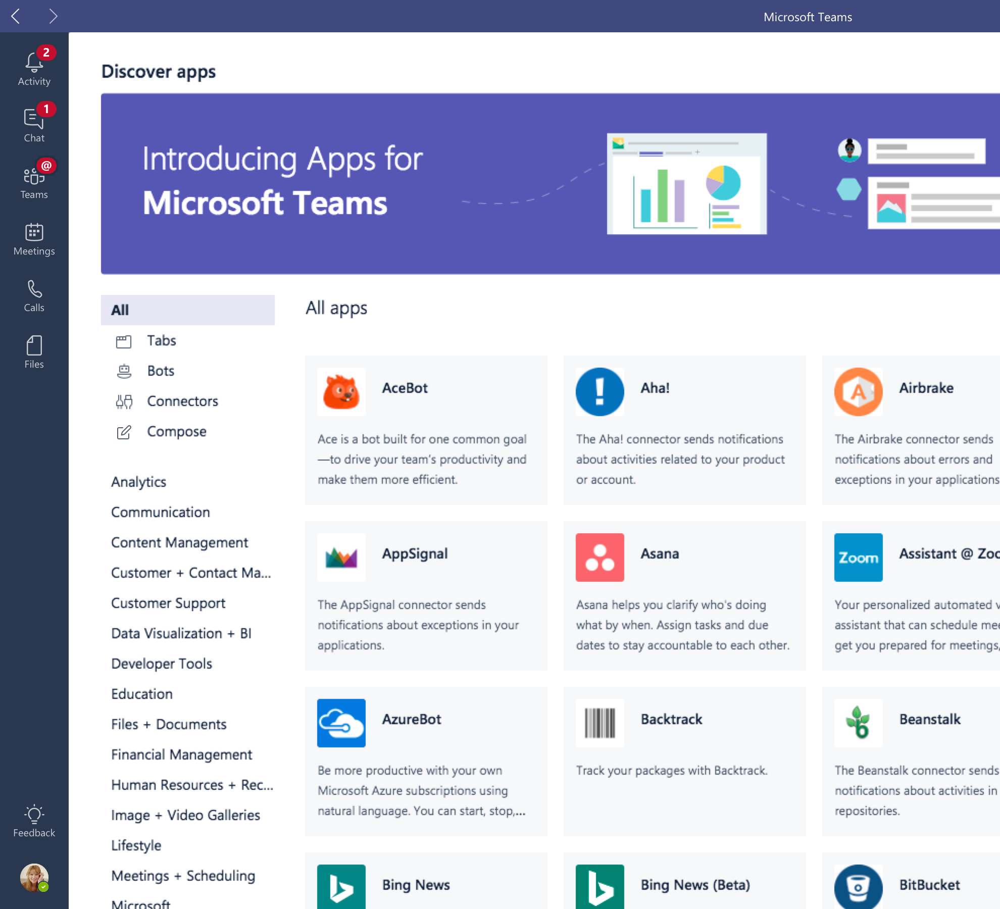 Microsoft Teams
2
Activity
1
Chat
@
Teams
Meetings
Calls
Files
Feedback
Discover apps
Introducing Apps for
Microsoft Teams
All
Tabs
Bots
Connectors
Compose
Analytics
Communication
Content Management
Customer + Contact Ma...
Customer Support
Data Visualization + BI
Developer Tools
Education
Files + Documents
Financial Management
Human Resources + Rec...
Image + Video Galleries
Lifestyle
Meetings + Scheduling
Microsoft
All apps
AceBot
Ace is a bot built for one common goal
—to drive your team's productivity and
make them more efficient.
Aha!
The Aha! connector sends notifications
about activities related to your product
or account.
A
Airbrake
The Airbrake connector sends
notifications about errors and
exceptions in your applications
AppSignal
The AppSignal connector sends
notifications about exceptions in your
applications.
Asana
Asana helps you clarify who's doing
what by when. Assign tasks and due
dates to stay accountable to each other.
zoom
Assistant @ Zoo
Your personalized automated v
assistant that can schedule mee
get you prepared for meetings,
AzureBot
Be more productive with your own
Microsoft Azure subscriptions using
natural language. You can start, stop,...
Backtrack
Track your packages with Backtrack.
Beanstalk
The Beanstalk connector sends
notifications about activities in
repositories.
Bing News
Bing News (Beta)
BitBucket